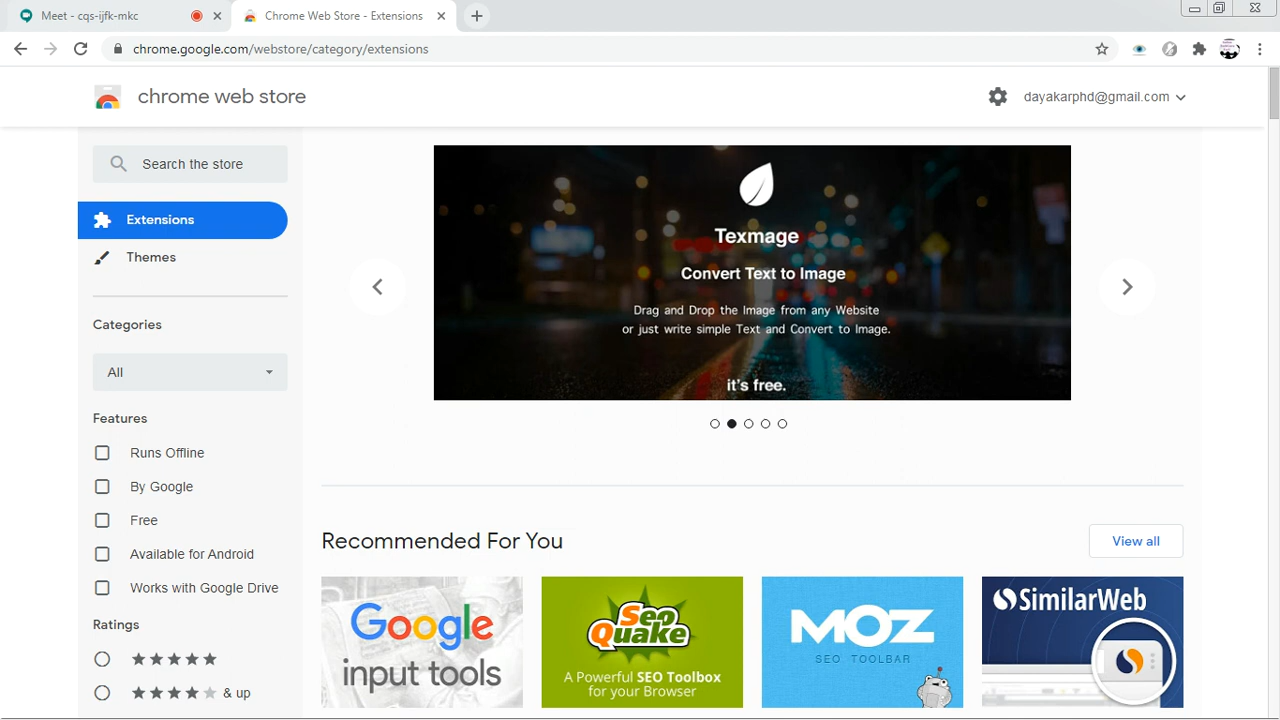 Meet - cqs-ijfk-mkc
Chrome Web Store - Extensions
chrome.google.com/webstore/category/extensions
chrome web store
dayakarphd@gmail.com
Search the store
Extensions
Themes
Categories
All
Features
Runs Offline
By Google
Free
Available for Android
Works with Google Drive
Ratings
& up
Texmage
Convert Text to Image
Drag and Drop the Image from any Website
or just write simple Text and Convert to Image.
it's free.
Recommended For You
View all
Google
input tools
Seo
Quake
A Powerful SEO Toolbox
for your Browser
MOZ
SEO TOOLBAR
SimilarWeb